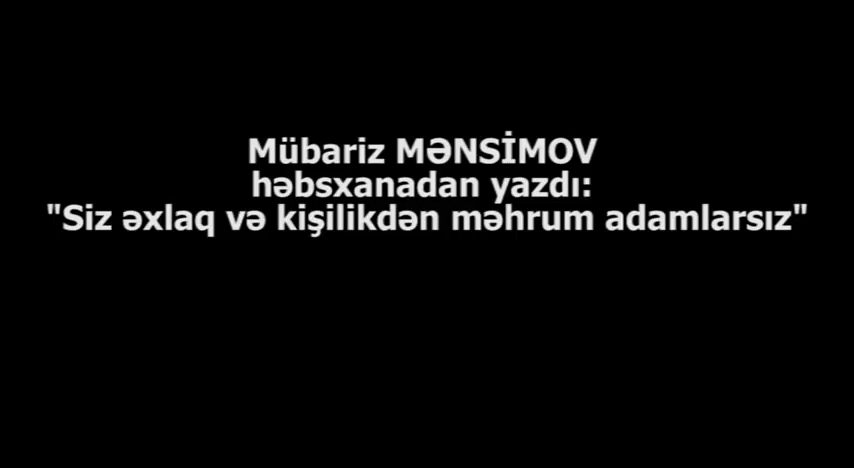 Mübariz MƏNSİMOV
həbsxanadan yazdı:
"Siz əxlaq və kişilikdən məhrum adamlarsız"